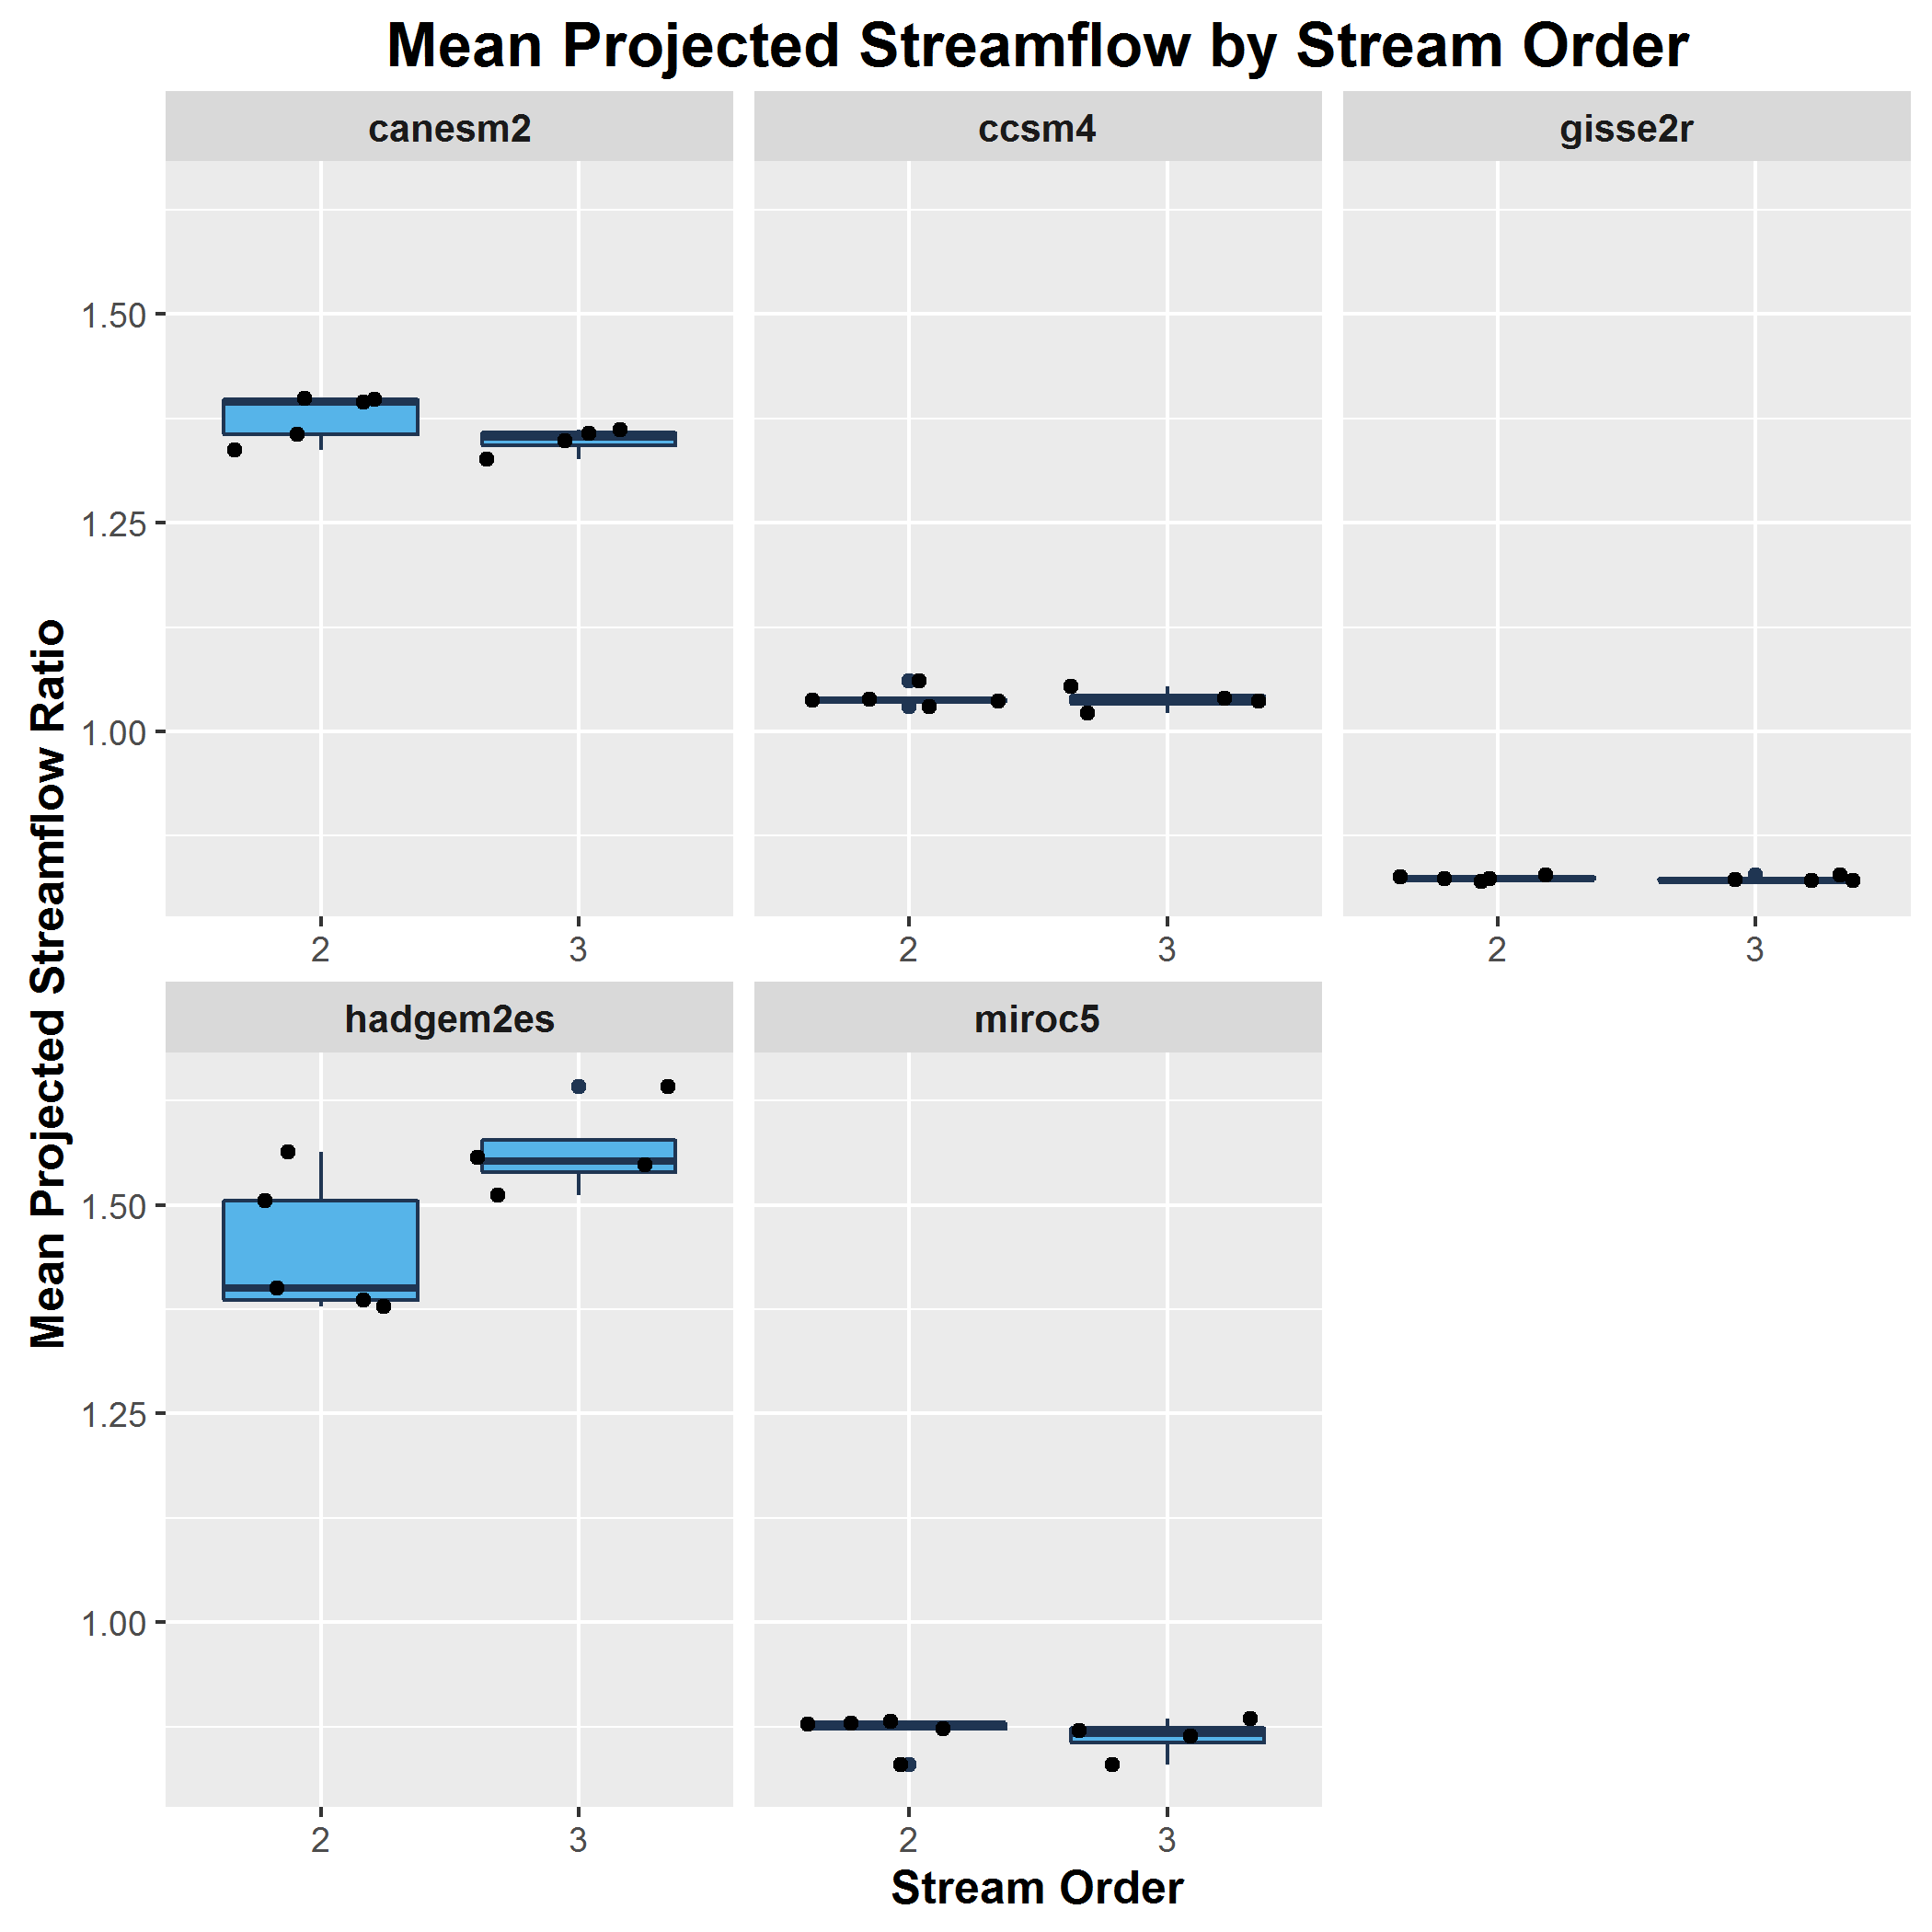 Mean Projected Streamflow by Stream Order
canesm2 ccsm4 gisse2r
1.50
1.25
1.00
2 3 2 3 2 3
Mean Projected Streamflow Ratio
hadgem2es miroc5
1.50
1.25
1.00
2 3 2 3
Stream Order